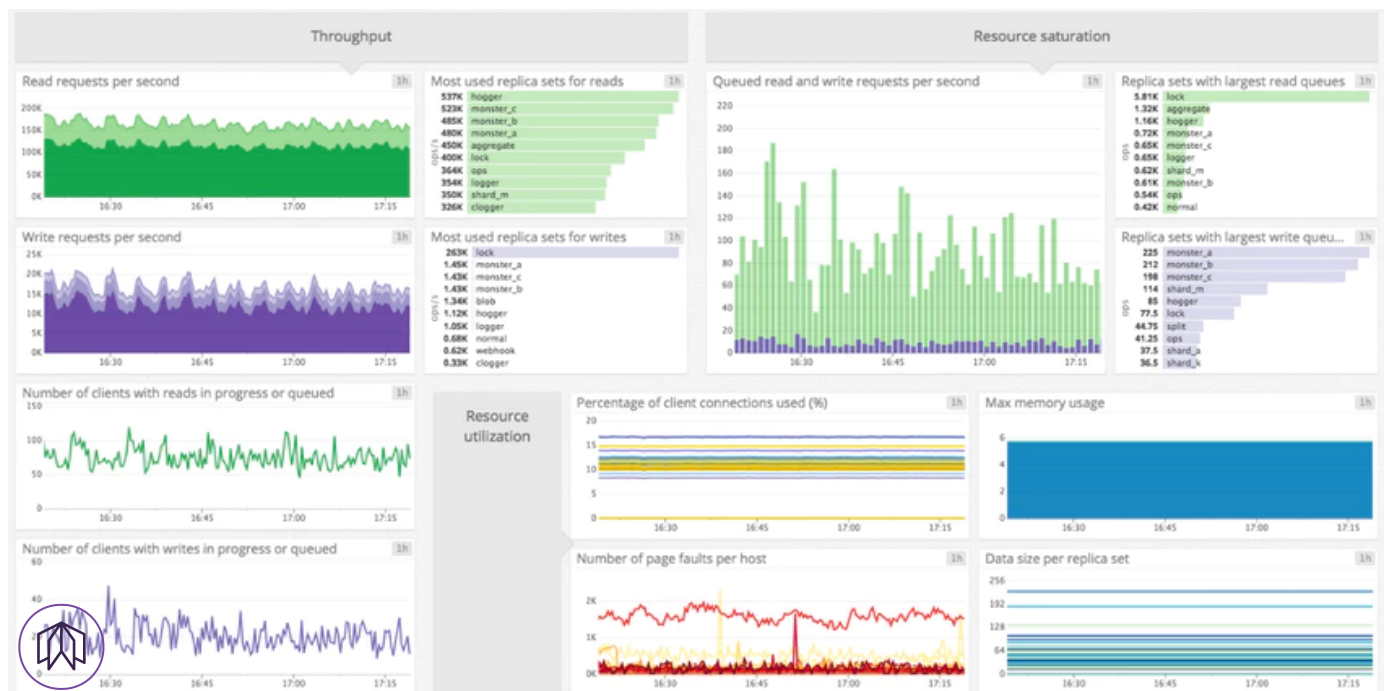 Throughput
Resource saturation
Read requests per second 1h
200K
150K
100K
50K
0K
16:30 16:45 17:00 17:15
Most used replica sets for reads 1h
ops/s
537K hogger
523K monster_c
485K monster_b
480K monster_a
450K aggregate
400K lock
364K ops
354K logger
350K shard_m
326K clogger
Queued read and write requests per second 1h
220
200
180
160
140
120
100
80
60
40
20
0
16:30 16:45 17:00 17:15
Replica sets with largest read queues 1h
ops
5.81K lock
1.32K aggregate
1.16K hogger
0.72K monster_a
0.65K monster_c
0.65K logger
0.62K shard_m
0.61K monster_b
0.54K ops
0.42K normal
Write requests per second 1h
25K
20K
15K
10K
5K
0K
16:30 16:45 17:00 17:15
Most used replica sets for writes 1h
ops/s
263K lock
1.45K monster_a
1.43K monster_c
1.43K monster_b
1.34K blob
1.12K hogger
1.05K logger
0.68K normal
0.62K webhook
0.33K clogger
Replica sets with largest write queu... 1h
ops
225 monster_a
212 monster_b
198 monster_c
114 shard_m
85 hogger
77.5 lock
44.75 split
41.25 ops
37.5 shard_a
36.5 shard_k
Number of clients with reads in progress or queued 1h
150
100
50
0
16:30 16:45 17:00 17:15
Resource
utilization
Percentage of client connections used (%) 1h
20
15
10
5
0
16:30 16:45 17:00 17:15
Max memory usage 1h
6
4
2
0
16:30 16:45 17:00 17:15
Number of clients with writes in progress or queued 1h
60
40
0
16:30 16:45 17:00 17:15
Number of page faults per host 1h
2K
1K
0K
16:30 16:45 17:00 17:15
Data size per replica set 1h
256
192
128
64
0
16:30 16:45 17:00 17:15